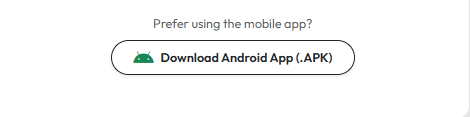 Prefer using the mobile app?
Download Android App (.APK)